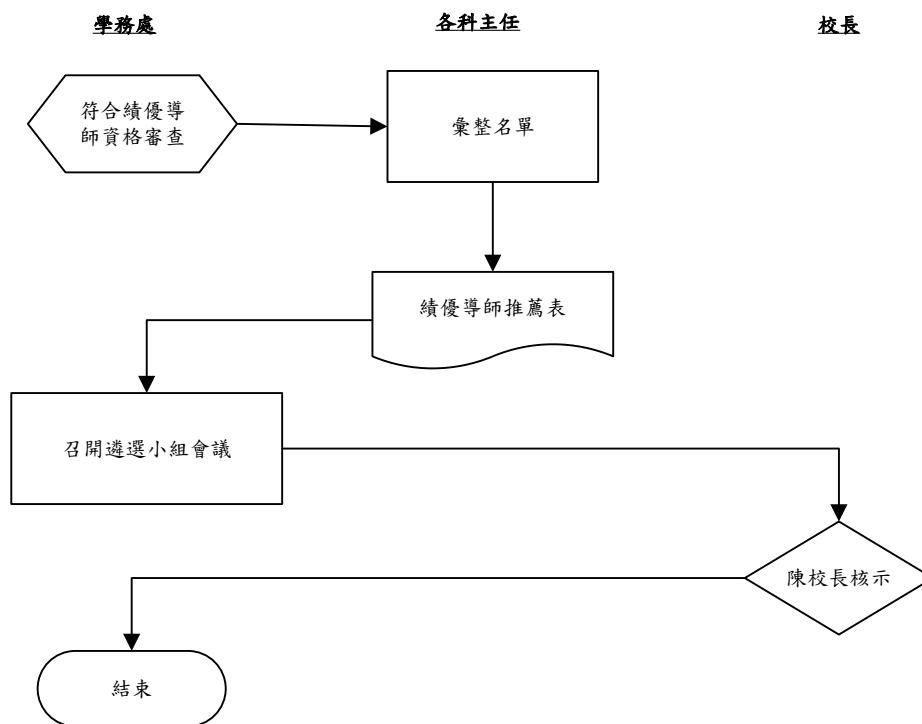 學務處
各科主任
校長
符合績優導
師資格審查
彙整名單
績優導師推薦表
召開遴選小組會議
陳校長核示
結束